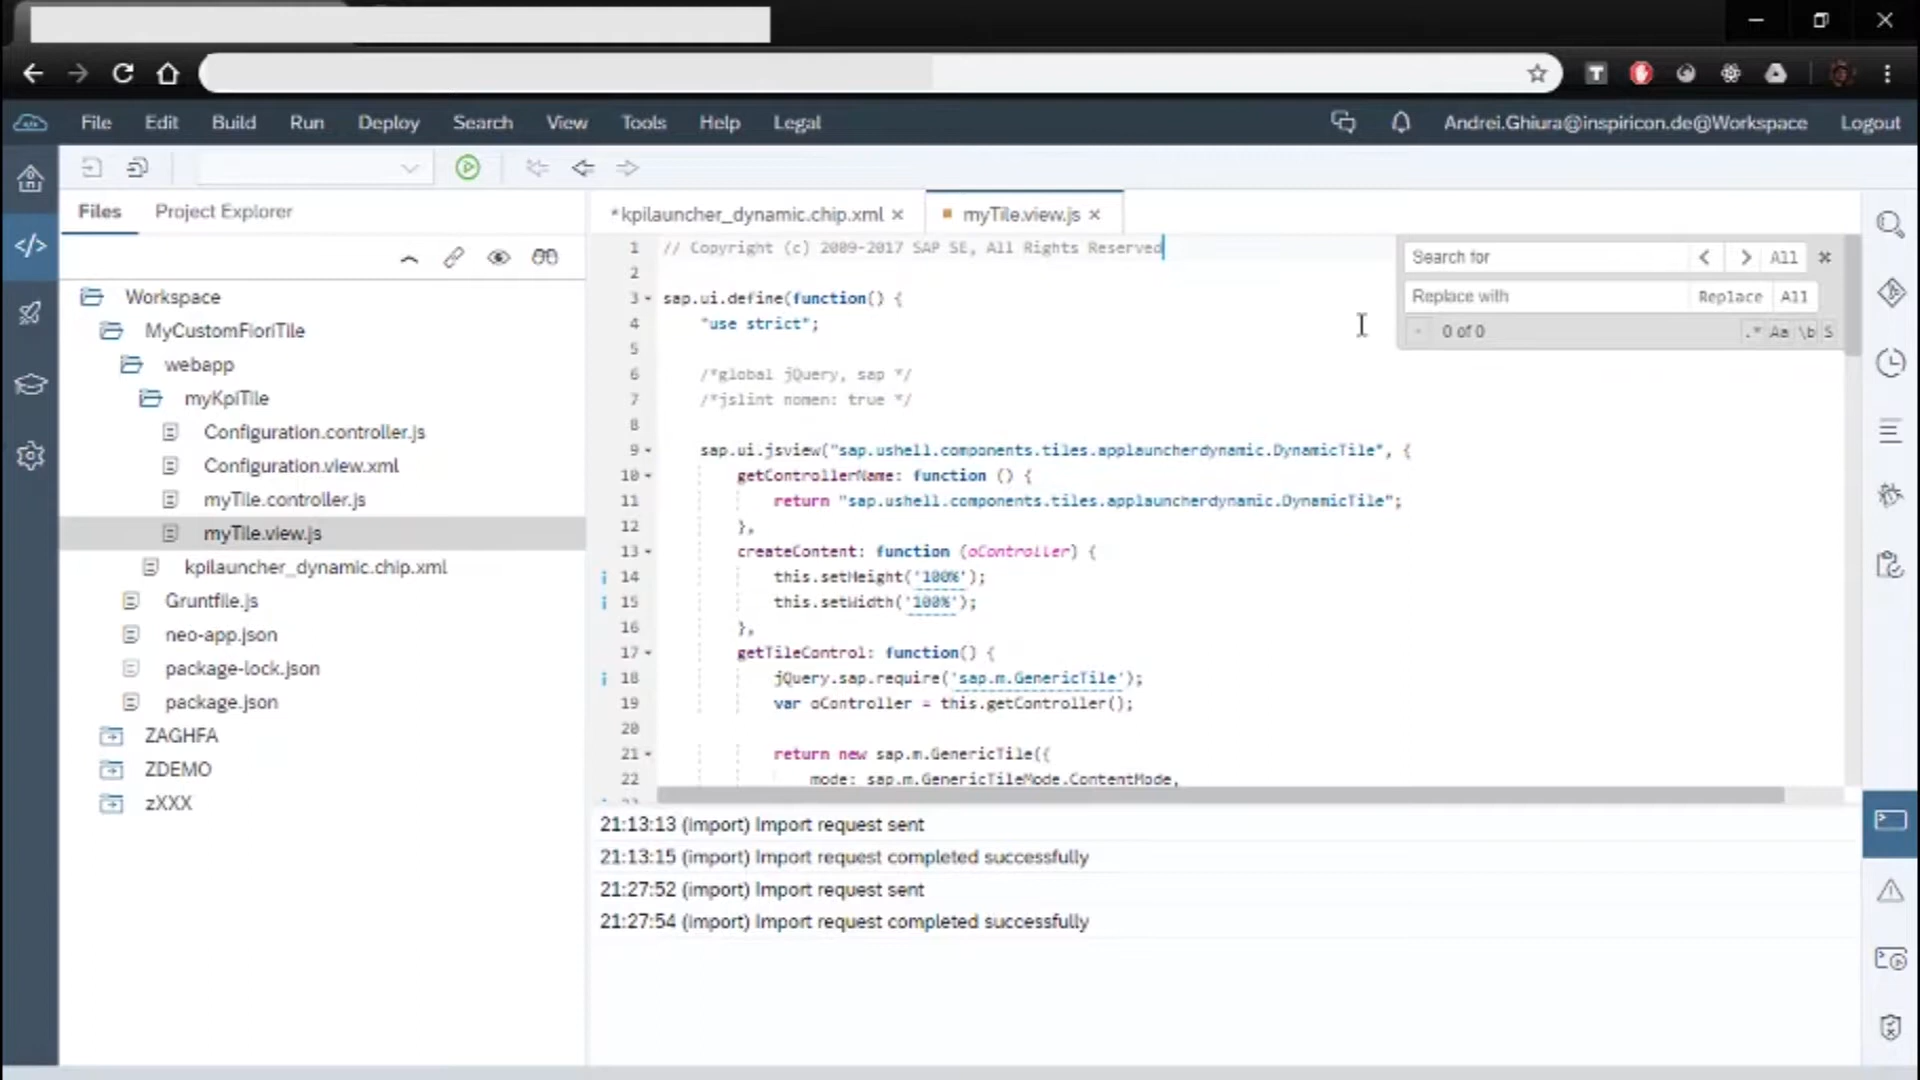 File Edit Build Run Deploy Search View Tools Help Legal Andrei.Ghiura@inspiricon.de@Workspace Logout
Files Project Explorer
Workspace
MyCustomFioriTile
webapp
myKpiTile
Configuration.controller.js
Configuration.view.xml
myTile.controller.js
myTile.view.js
kpilauncher_dynamic.chip.xml
Gruntfile.js
neo-app.json
package-lock.json
package.json
ZAGHFA
ZDEMO
zXXX
*kpilauncher_dynamic.chip.xml × myTile.view.js ×
1 // Copyright (c) 2009-2017 SAP SE, All Rights Reserved
2
3 sap.ui.define(function() {
4 "use strict";
5
6 /*global jQuery, sap */
7 /*jslint nomen: true */
8
9 sap.ui.jsview("sap.ushell.components.tiles.applauncherdynamic.DynamicTile", {
10 getControllerName: function () {
11 return "sap.ushell.components.tiles.applauncherdynamic.DynamicTile";
12 },
13 createContent: function (oController) {
14 this.setHeight('100%');
15 this.setWidth('100%');
16 },
17 getTileControl: function() {
18 jQuery.sap.require('sap.m.GenericTile');
19 var oController = this.getController();
20
21 return new sap.m.GenericTile({
22 mode: sap.m.GenericTileMode.ContentMode,
Search for All
Replace with Replace All
0 of 0 .* Aa \b S
21:13:13 (import) Import request sent
21:13:15 (import) Import request completed successfully
21:27:52 (import) Import request sent
21:27:54 (import) Import request completed successfully